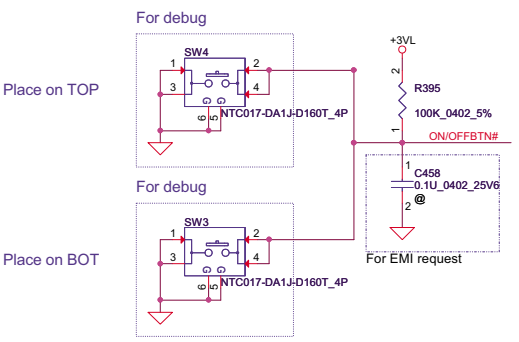 For debug
SW4
1
2
3
4
G
G
6
5
NTC017-DA1J-D160T_4P
Place on TOP
+3VL
2
R395
100K_0402_5%
1
ON/OFFBTN#
1
C458
0.1U_0402_25V6
@
2
For EMI request
For debug
SW3
1
2
3
4
G
G
6
5
NTC017-DA1J-D160T_4P
Place on BOT